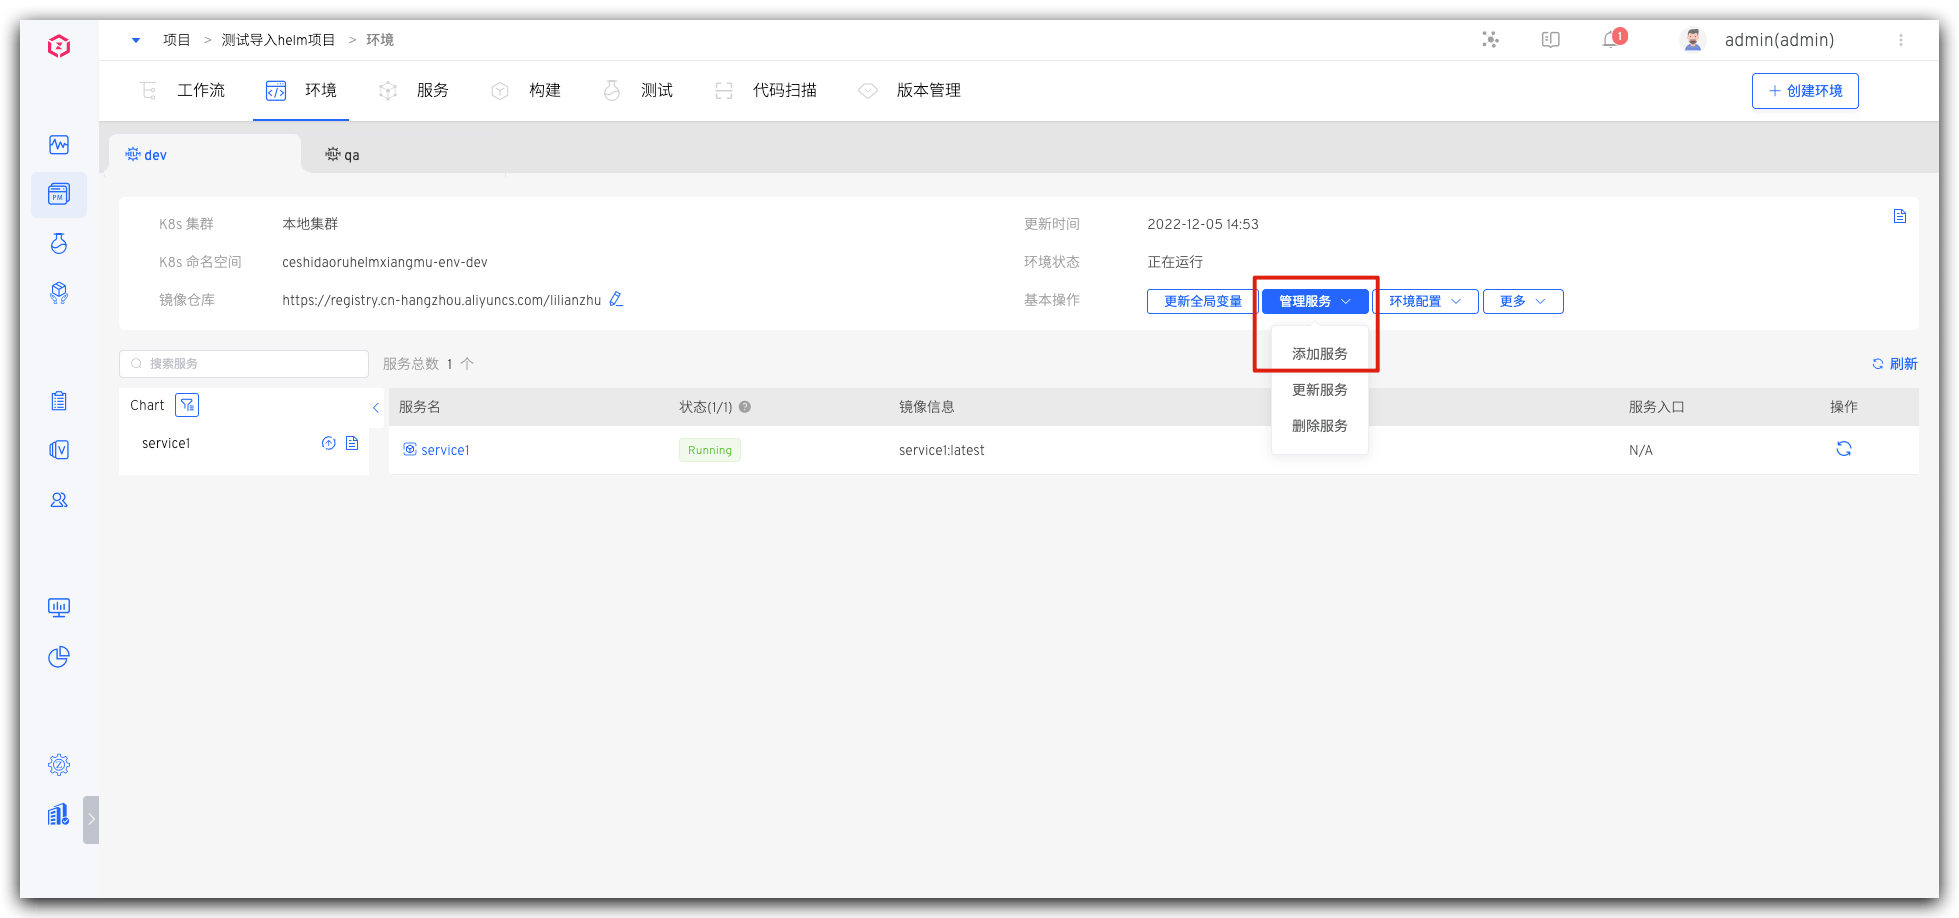 项目 > 测试导入helm项目 > 环境
1
admin(admin)
工作流 环境 服务 构建 测试 代码扫描 版本管理
+ 创建环境
dev qa
K8s 集群 本地集群 更新时间 2022-12-05 14:53
K8s 命名空间 ceshidaoruhelmxiangmu-env-dev 环境状态 正在运行
镜像仓库 https://registry.cn-hangzhou.aliyuncs.com/lilianzhu 基本操作 更新全局变量 管理服务 环境配置 更多
添加服务
更新服务
删除服务
搜索服务 服务总数 1 个 刷新
Chart 服务名 状态(1/1) 镜像信息 服务入口 操作
service1 service1 Running service1:latest N/A
PM